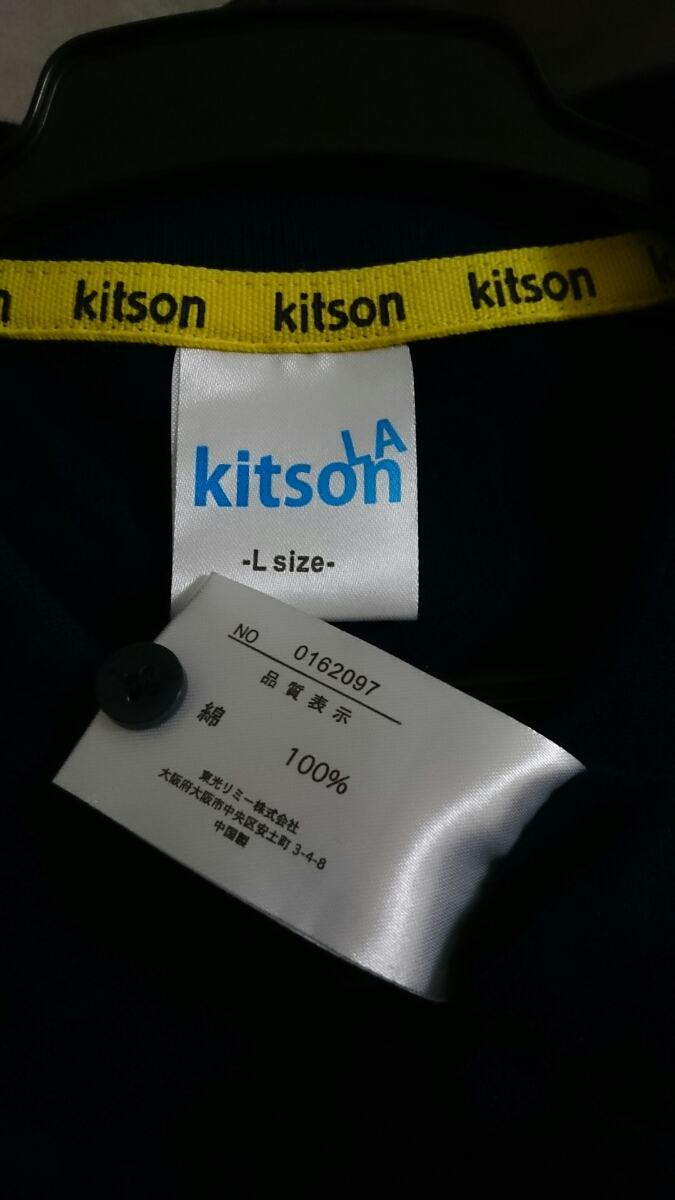 kitson kitson kitson
LA
kitson
-L size-
NO 0162097
品質表示
綿 100%
東光リミー株式会社
大阪府大阪市中央区安土町 3-4-8
中国製